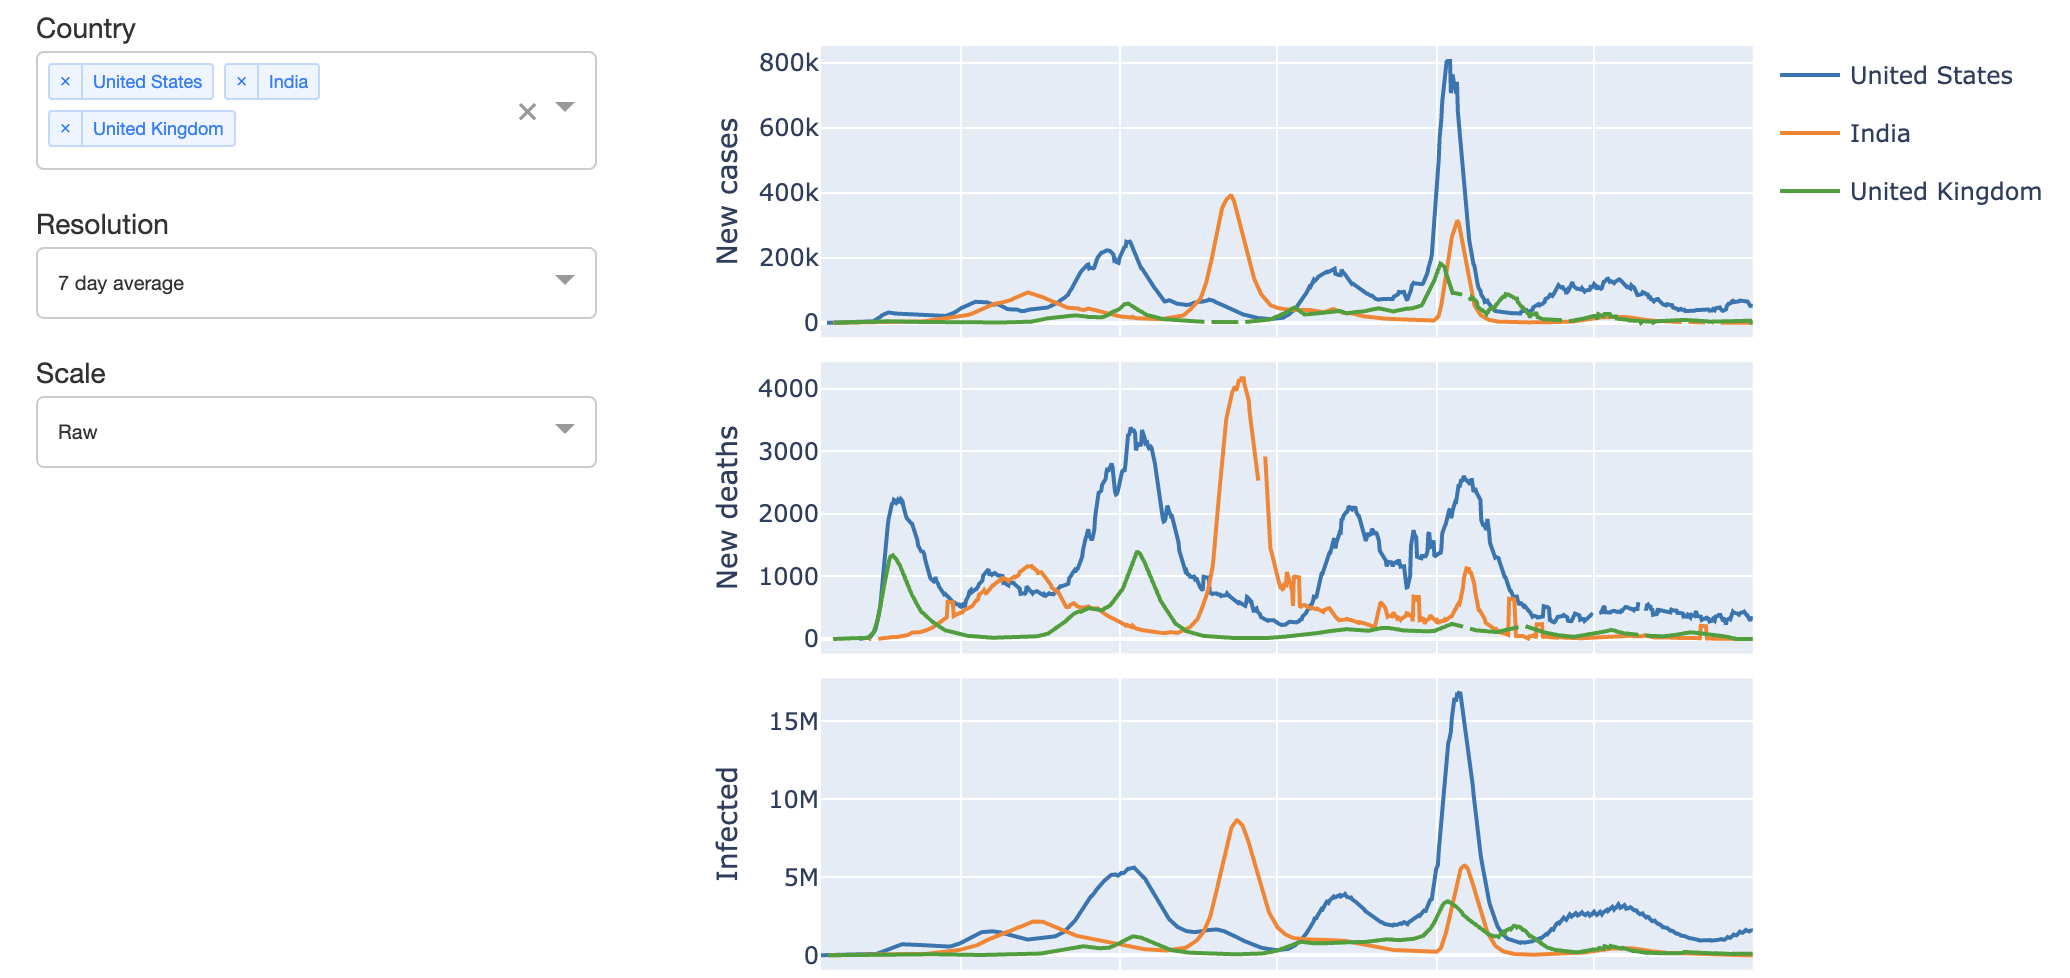 Country
× United States × India
× United Kingdom
×
Resolution
7 day average
Scale
Raw
New cases
800k
600k
400k
200k
0
New deaths
4000
3000
2000
1000
0
Infected
15M
10M
5M
0
United States
India
United Kingdom